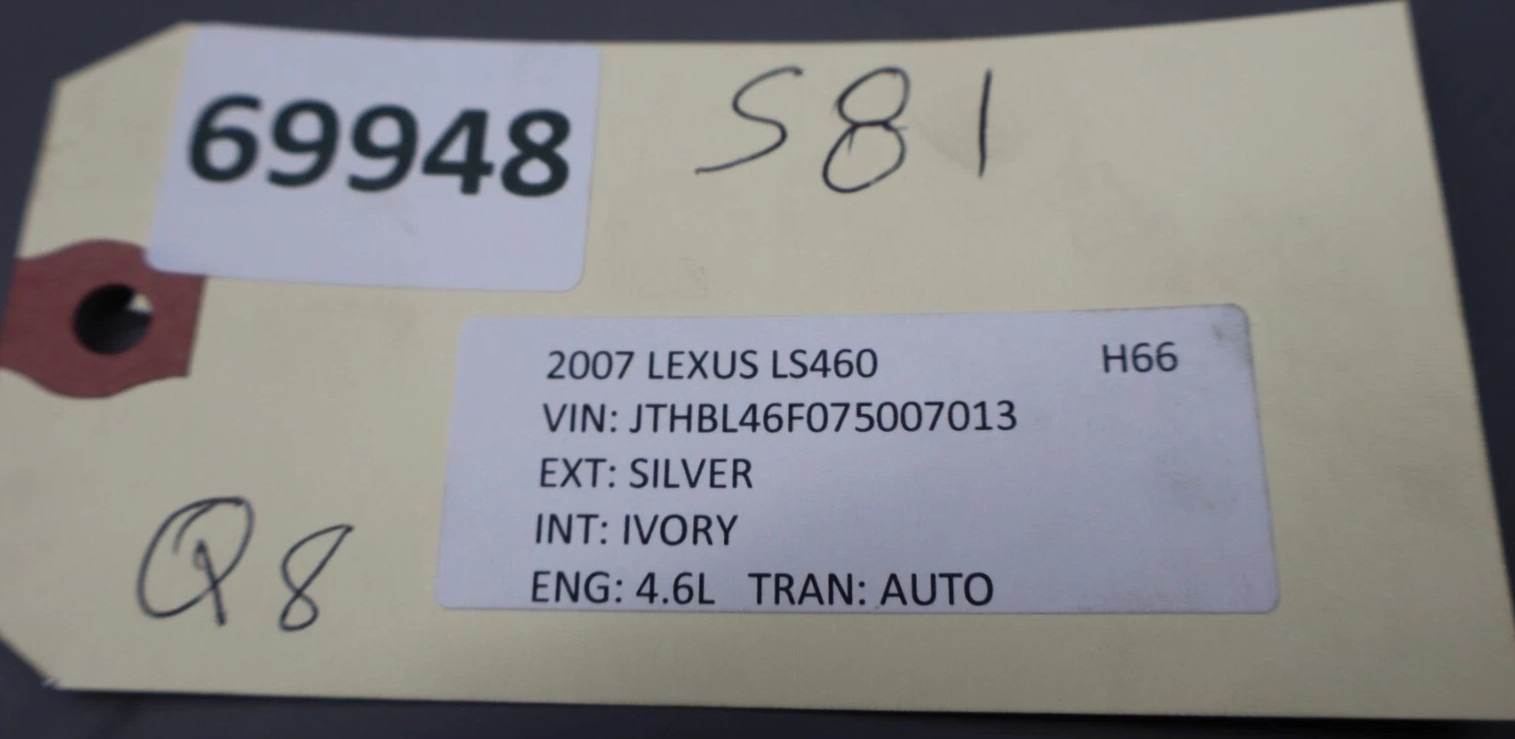 69948
S81
2007 LEXUS LS460 H66
VIN: JTHBL46F075007013
EXT: SILVER
INT: IVORY
ENG: 4.6L TRAN: AUTO
Q8